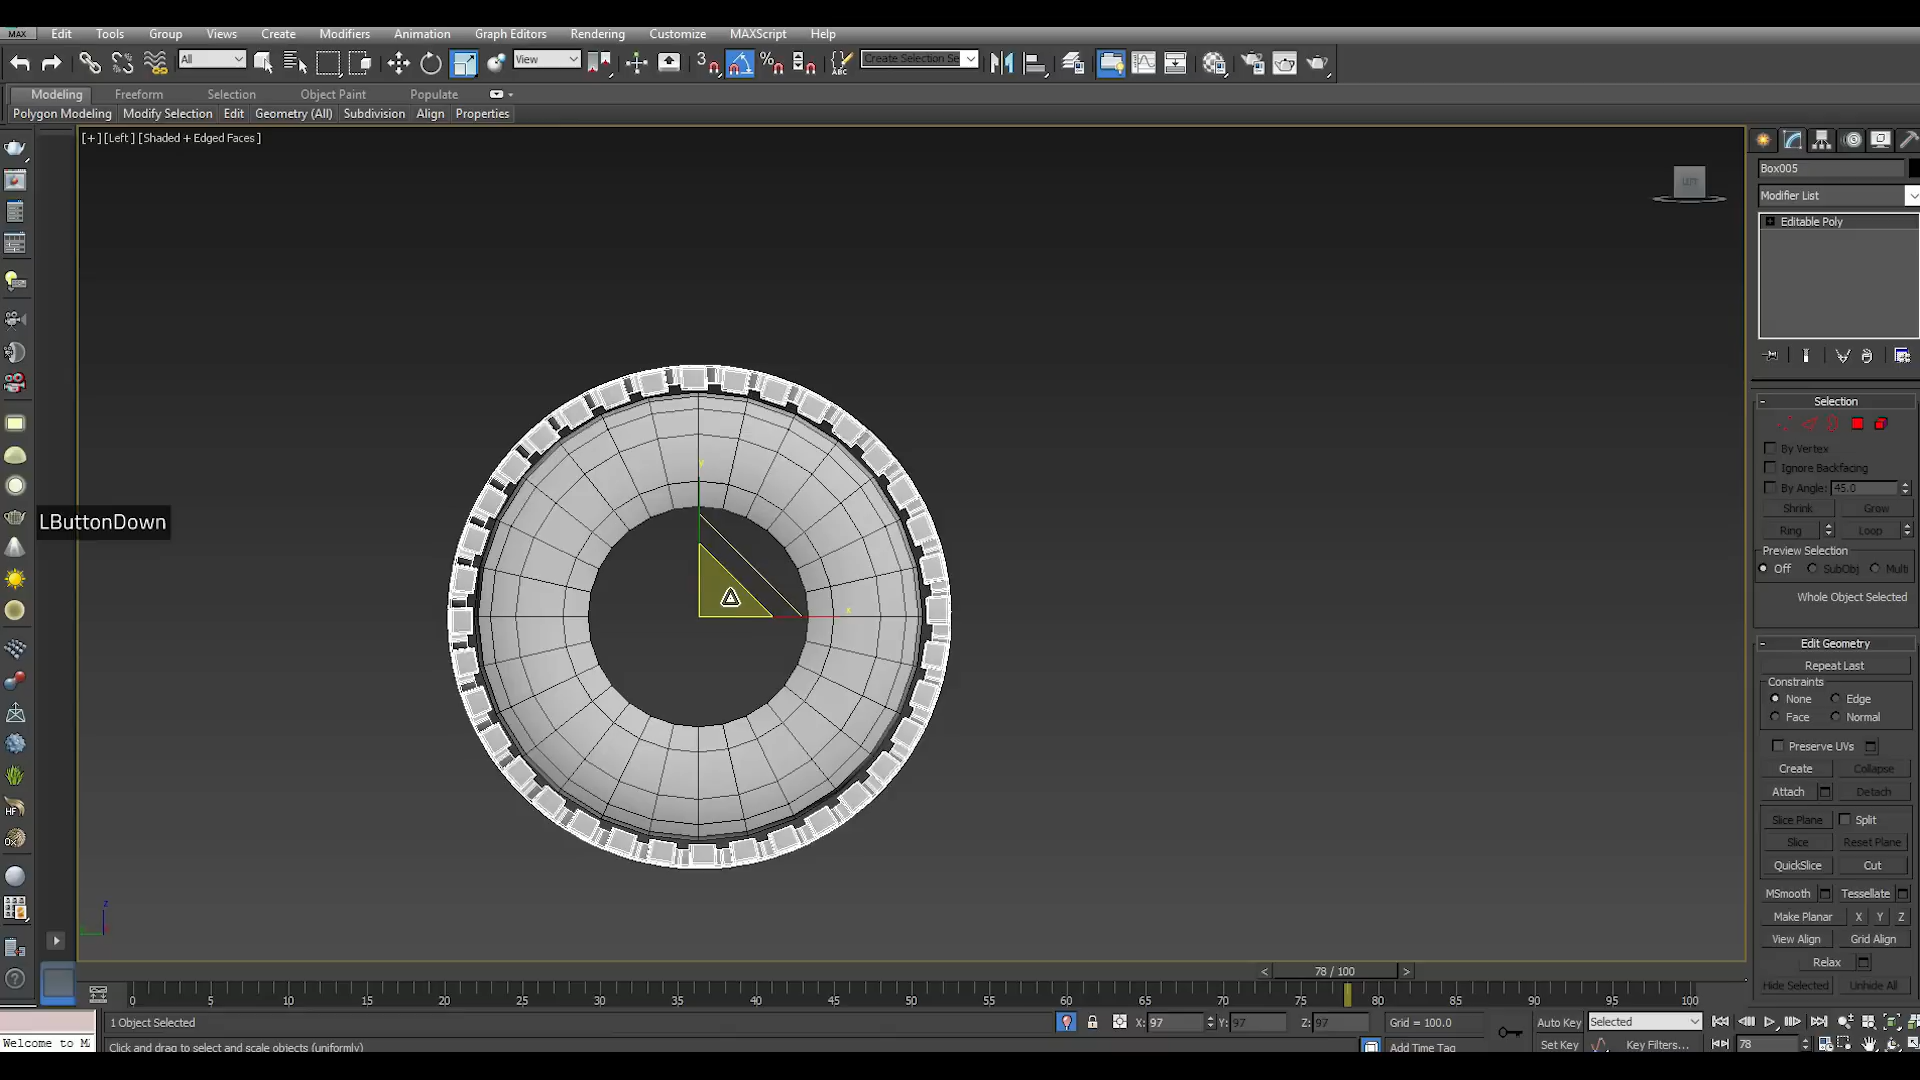 MAX Edit Tools Group Views Create Modifiers Animation Graph Editors Rendering Customize MAXScript Help
All View 3 ABC Create Selection Se
Modeling Freeform Selection Object Paint Populate
Polygon Modeling Modify Selection Edit Geometry (All) Subdivision Align Properties
[+] [Left] [Shaded + Edged Faces]
LEFT
LButtonDown
y
x
z
HF
Box005
Modifier List
Editable Poly
Selection
By Vertex
Ignore Backfacing
By Angle: 45.0
Shrink Grow
Ring Loop
Preview Selection
Off SubObj Multi
Whole Object Selected
Edit Geometry
Repeat Last
Constraints
None Edge
Face Normal
Preserve UVs
Create Collapse
Attach Detach
Slice Plane Split
Slice Reset Plane
QuickSlice Cut
MSmooth Tessellate
Make Planar X Y Z
View Align Grid Align
Relax
Hide Selected Unhide All
< 78 / 100 >
0 5 10 15 20 25 30 35 40 45 50 55 60 65 70 75 80 85 90 95 100
1 Object Selected X: 97 Y: 97 Z: 97 Grid = 100.0 Auto Key Selected
Welcome to MA Click and drag to select and scale objects (uniformly) Add Time Tag Set Key Key Filters... 78